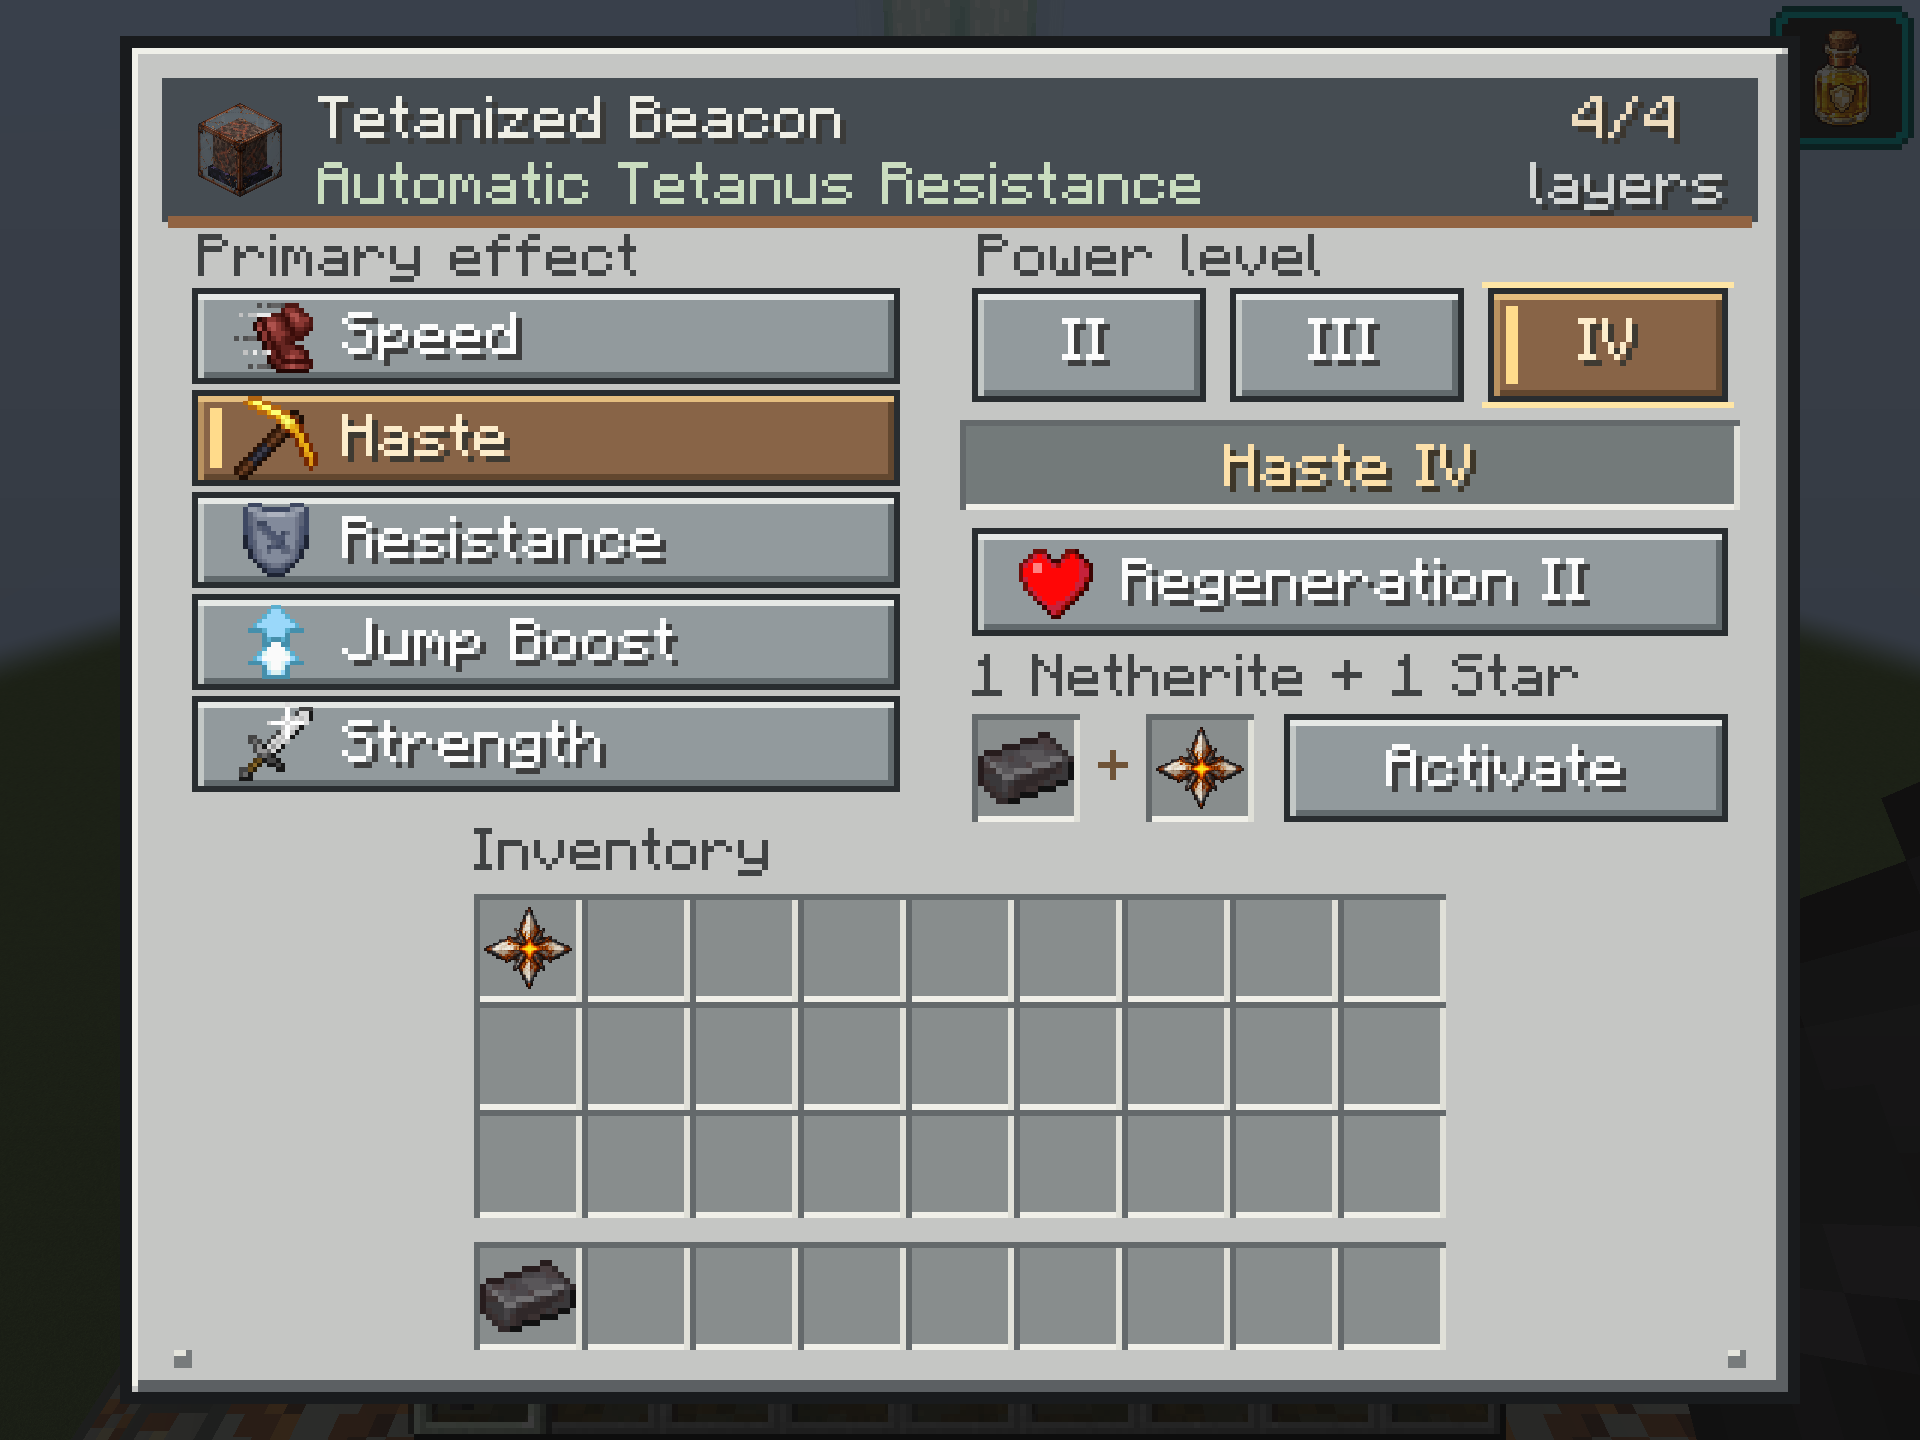 Tetanized Beacon
Automatic Tetanus Resistance
4/4
layers
Primary effect
Speed
Haste
Resistance
Jump Boost
Strength
Power level
II
III
IV
Haste IV
Regeneration II
1 Netherite + 1 Star
+
Activate
Inventory